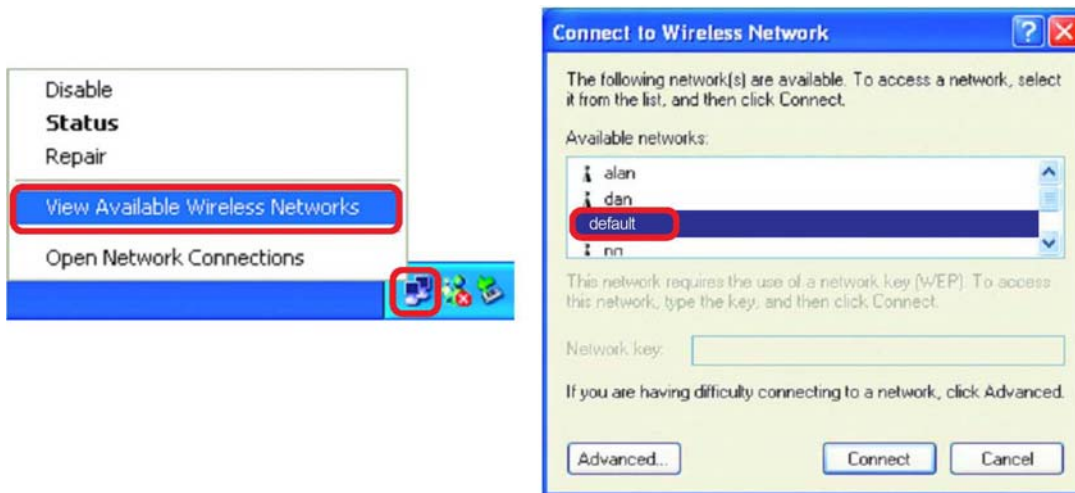 Disable
Status
Repair
View Available Wireless Networks
Open Network Connections
Connect to Wireless Network
The following network(s) are available. To access a network, select
it from the list, and then click Connect.
Available networks:
alan
dan
default
This network requires the use of a network key (WEP). To access
this network, type the key, and then click Connect.
Network key:
If you are having difficulty connecting to a network, click Advanced.
Advanced...
Connect
Cancel